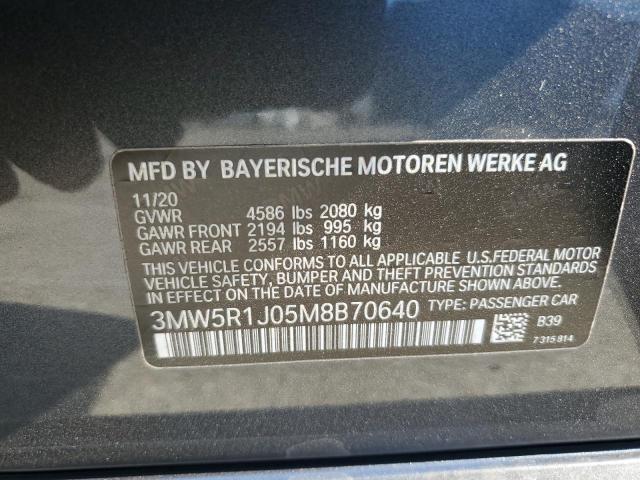 MFD BY BAYERISCHE MOTOREN WERKE AG
11/20
GVWR 4586 lbs 2080 kg
GAWR FRONT 2194 lbs 995 kg
GAWR REAR 2557 lbs 1160 kg
THIS VEHICLE CONFORMS TO ALL APPLICABLE U.S.FEDERAL MOTOR
VEHICLE SAFETY, BUMPER AND THEFT PREVENTION STANDARDS
IN EFFECT ON THE DATE OF MANUFACTURE SHOWN ABOVE.
3MW5R1J05M8B70640 TYPE: PASSENGER CAR
B39
7 315 814